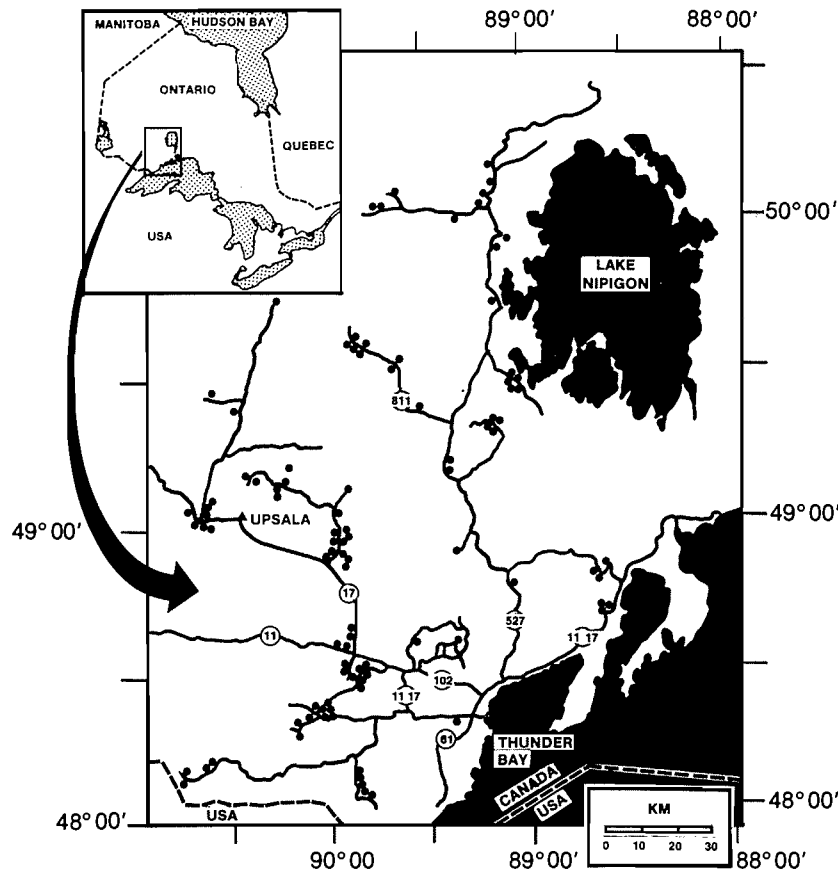 MANITOBA
HUDSON BAY
ONTARIO
QUEBEC
USA
89°00′
88°00′
50°00′
LAKE
NIPIGON
811
49°00′
UPSALA
49°00′
17
527
11
11 17
102
11 17
61
THUNDER
BAY
CANADA
USA
48°00′
USA
48°00′
KM
0 10 20 30
90°00′
89°00′
88°00′